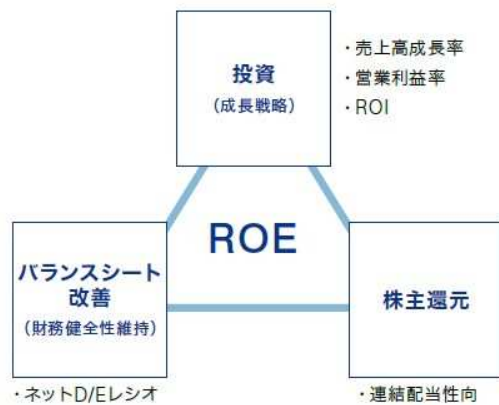 投資
（成長戦略）
・売上高成長率
・営業利益率
・ROI
ROE
バランスシート
改善
（財務健全性維持）
・ネットD/Eレシオ
株主還元
・連結配当性向